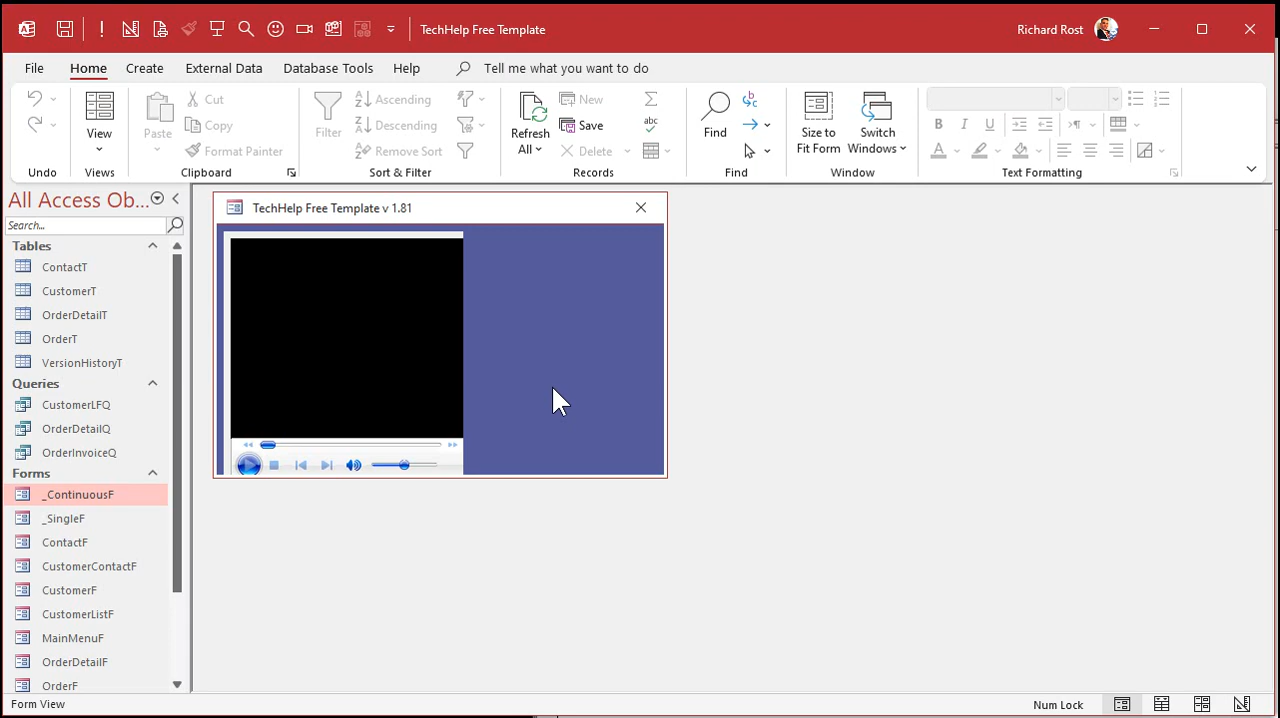 TechHelp Free Template
Richard Rost
File Home Create External Data Database Tools Help Tell me what you want to do
View
Views
Undo
Paste
Cut
Copy
Format Painter
Clipboard
Filter
Ascending
Descending
Remove Sort
Sort & Filter
Refresh
All
New
Save
Delete
Records
Find
Find
Size to
Fit Form
Switch
Windows
Window
B I U
A
Text Formatting
All Access Ob...
Search...
Tables
ContactT
CustomerT
OrderDetailT
OrderT
VersionHistoryT
Queries
CustomerLFQ
OrderDetailQ
OrderInvoiceQ
Forms
_ContinuousF
_SingleF
ContactF
CustomerContactF
CustomerF
CustomerListF
MainMenuF
OrderDetailF
OrderF
TechHelp Free Template v 1.81
Form View
Num Lock